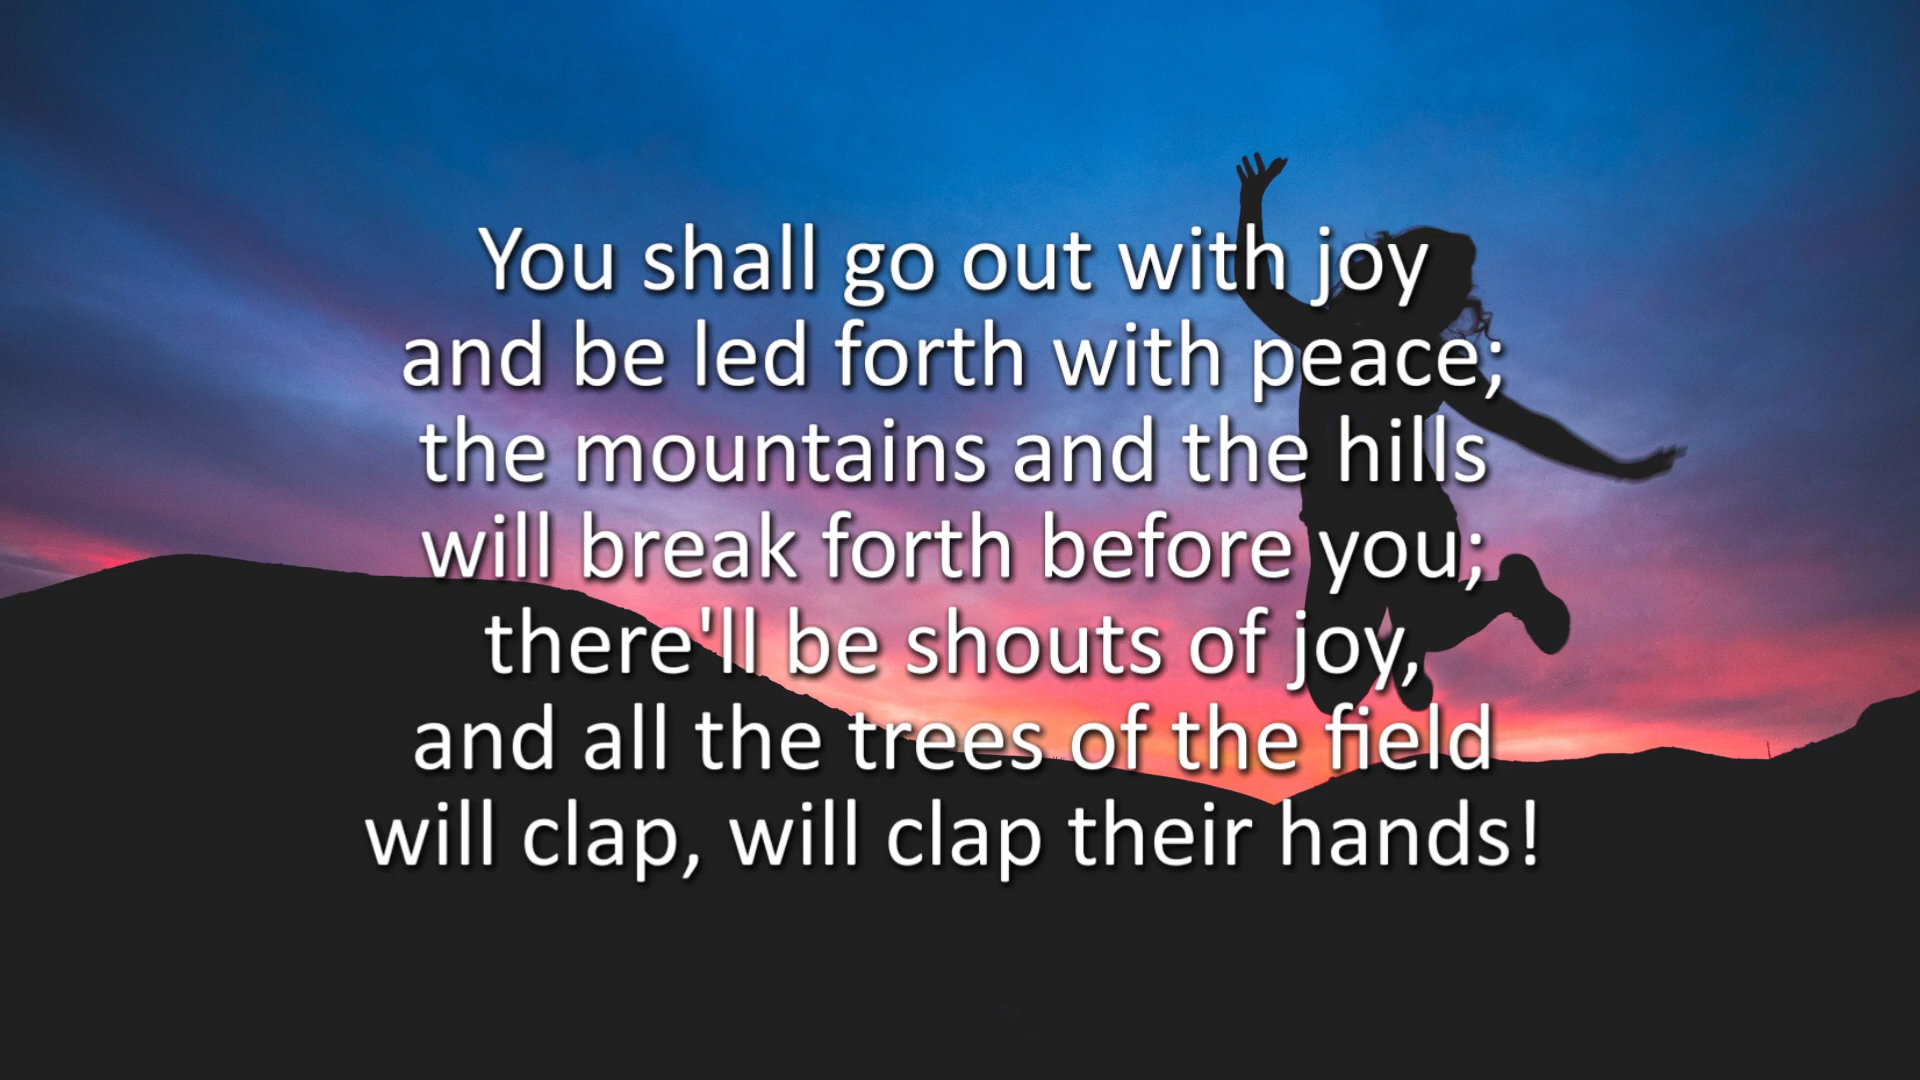 You shall go out with joy
and be led forth with peace;
the mountains and the hills
will break forth before you;
there'll be shouts of joy,
and all the trees of the field
will clap, will clap their hands!